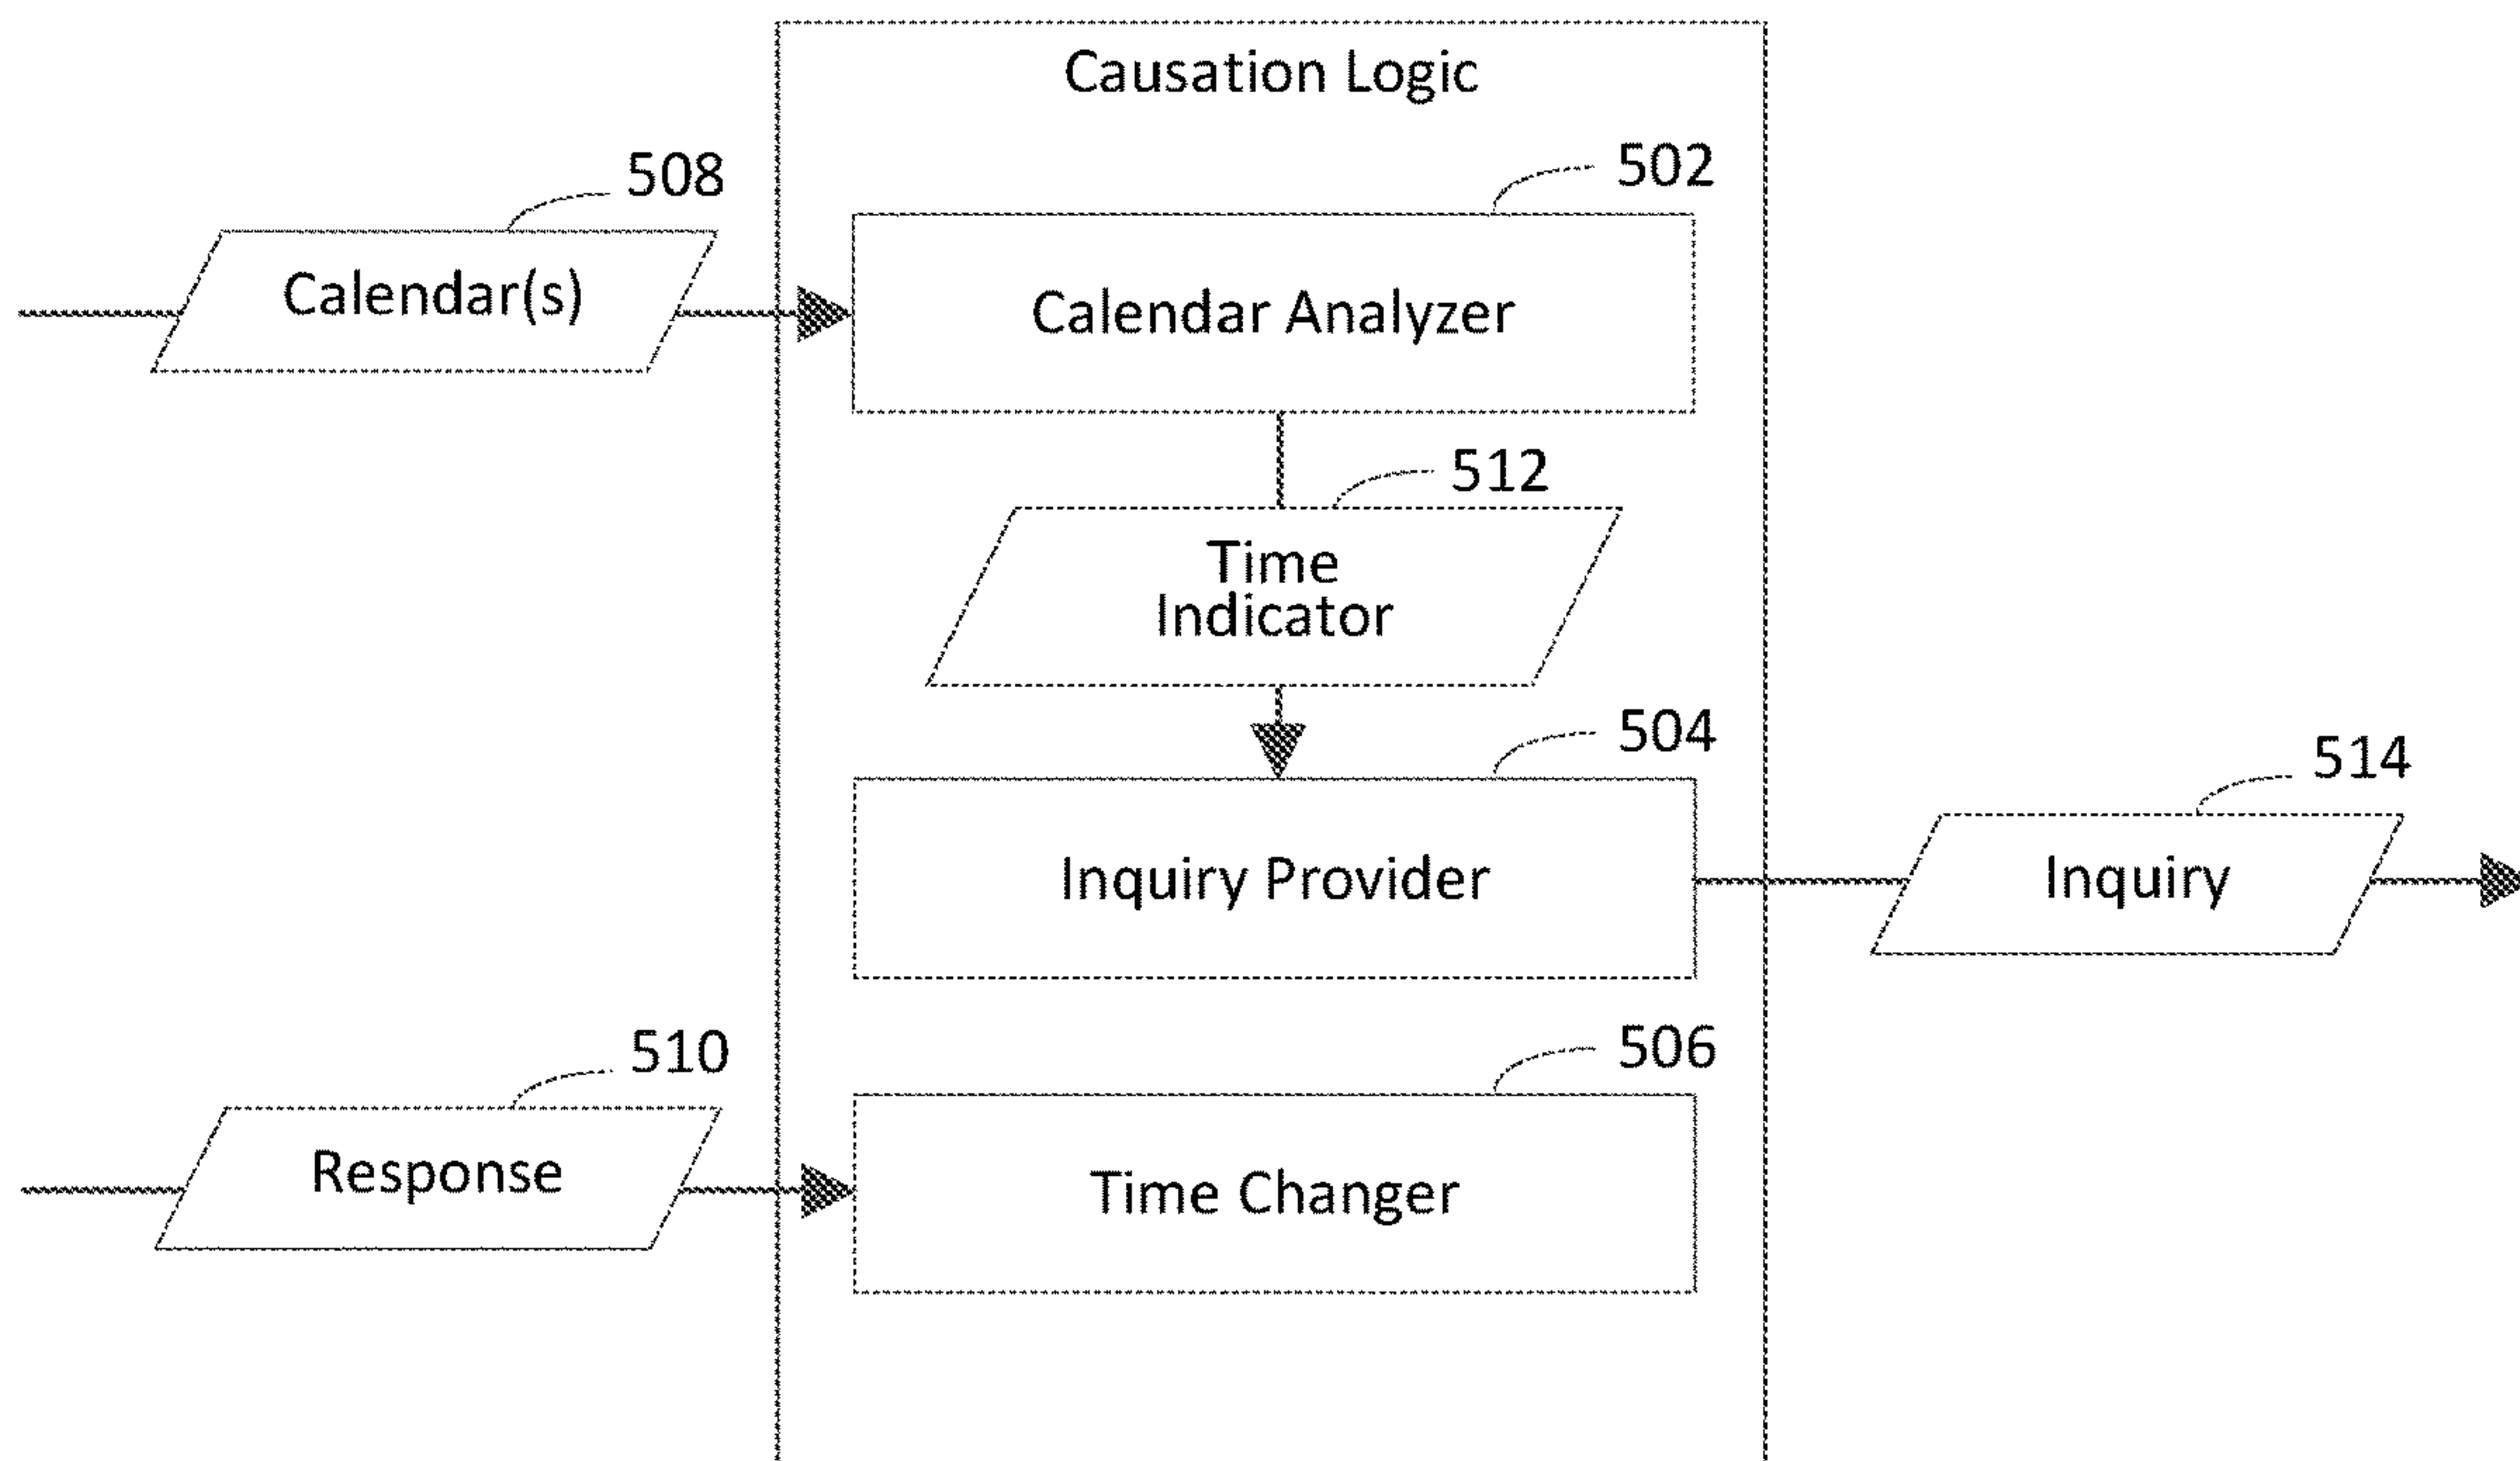 Causation Logic
508
502
Calendar(s)
Calendar Analyzer
512
Time
Indicator
504
514
Inquiry Provider
Inquiry
510
506
Response
Time Changer